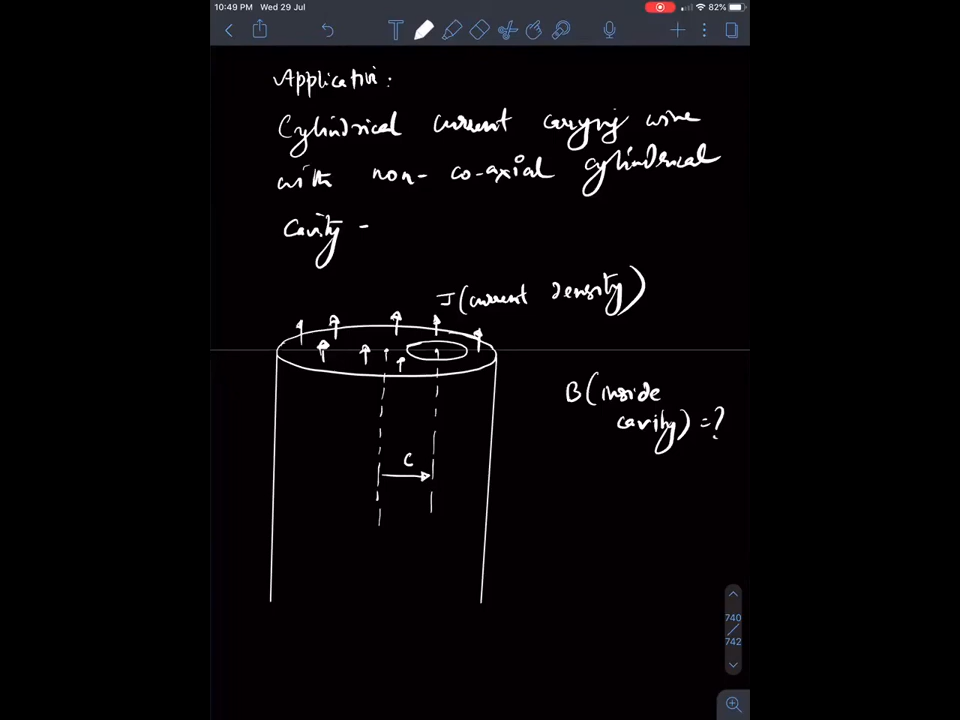 10:49 PM Wed 29 Jul
82%
Application:
Cylindrical current carrying wire
with non-co-axial cylindrical
cavity -
J (current density)
B (inside
cavity) = ?
C
740
742